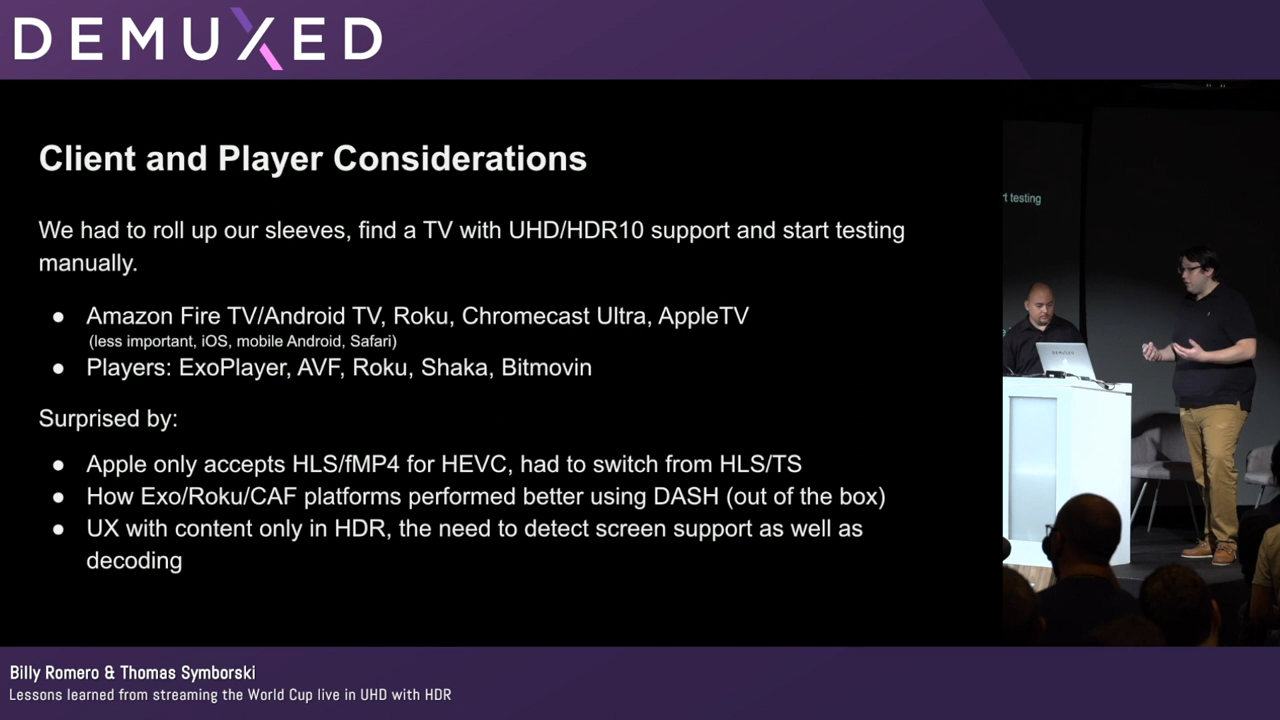 DEMUXED
Client and Player Considerations
We had to roll up our sleeves, find a TV with UHD/HDR10 support and start testing
manually.
● Amazon Fire TV/Android TV, Roku, Chromecast Ultra, AppleTV
(less important, iOS, mobile Android, Safari)
● Players: ExoPlayer, AVF, Roku, Shaka, Bitmovin
Surprised by:
● Apple only accepts HLS/fMP4 for HEVC, had to switch from HLS/TS
● How Exo/Roku/CAF platforms performed better using DASH (out of the box)
● UX with content only in HDR, the need to detect screen support as well as
decoding
rt testing
DEMUXED
Billy Romero & Thomas Symborski
Lessons learned from streaming the World Cup live in UHD with HDR